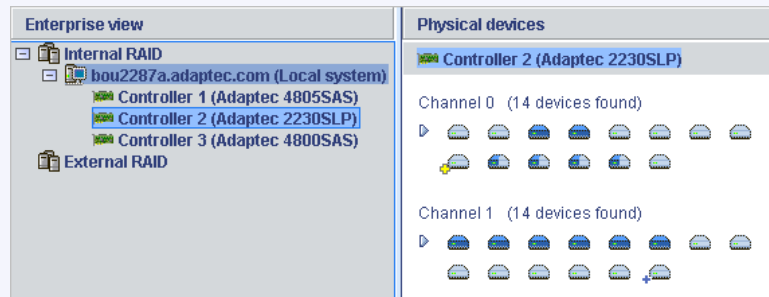 Enterprise view
Internal RAID
bou2287a.adaptec.com (Local system)
Controller 1 (Adaptec 4805SAS)
Controller 2 (Adaptec 2230SLP)
Controller 3 (Adaptec 4800SAS)
External RAID
Physical devices
Controller 2 (Adaptec 2230SLP)
Channel 0 (14 devices found)
Channel 1 (14 devices found)